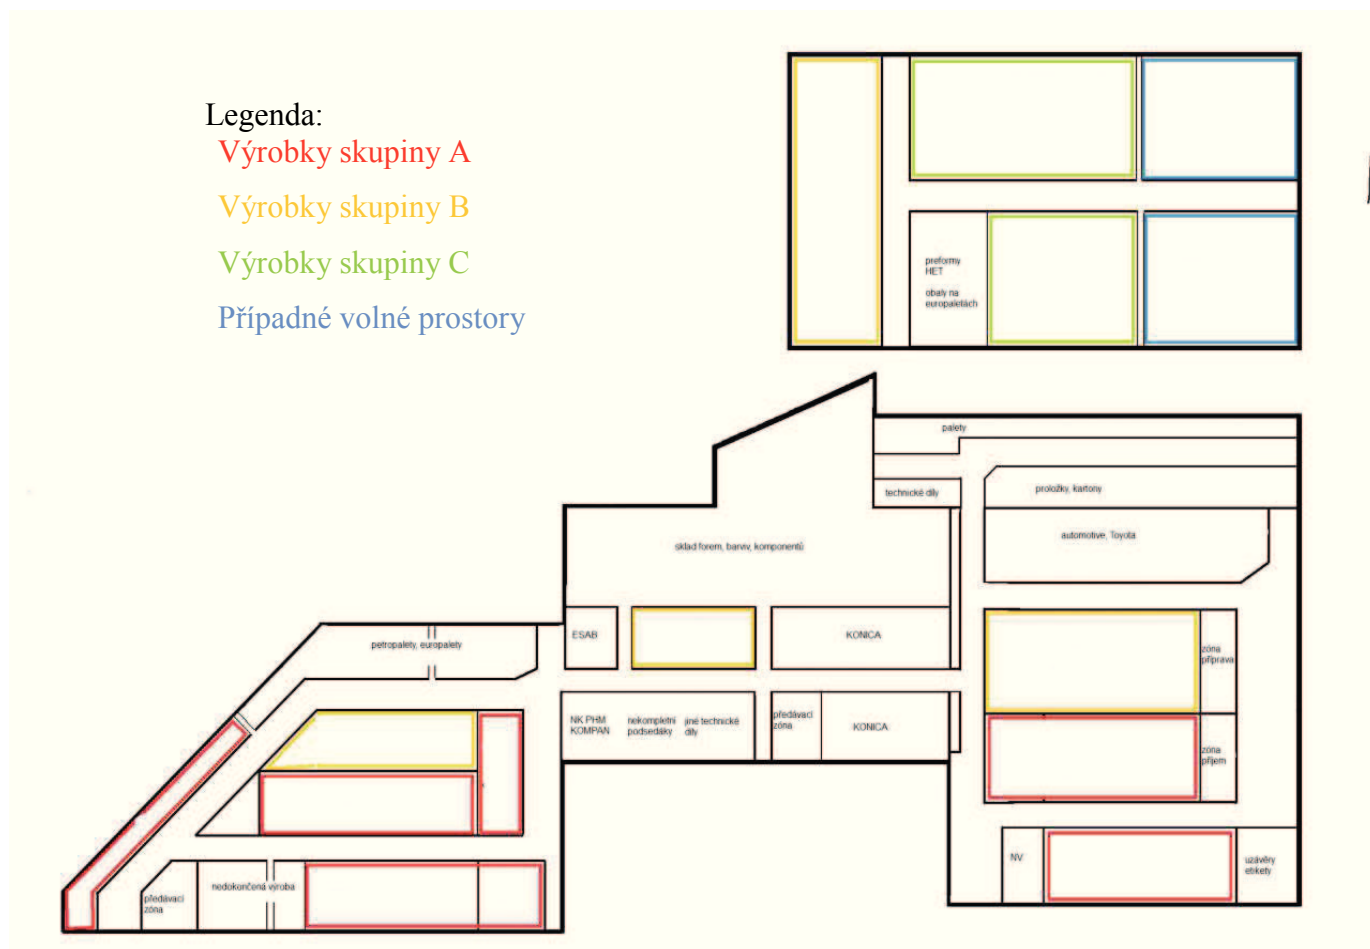 Legenda:
Výrobky skupiny A
Výrobky skupiny B
Výrobky skupiny C
Případné volné prostory
preformy
HET
obaly na
europaletách
palety
technické díly
proložky, kartony
automotive, Toyota
sklad forem, barviv, komponentů
ESAB
KONICA
petropalety, europalety
zóna
příprava
NK PHM
KOMPAN
nekompletní
podsedáky
jiné technické
díly
předávací
zóna
KONICA
zóna
příjem
NV
uzávěry
etikety
nedokončená výroba
předávací
zóna